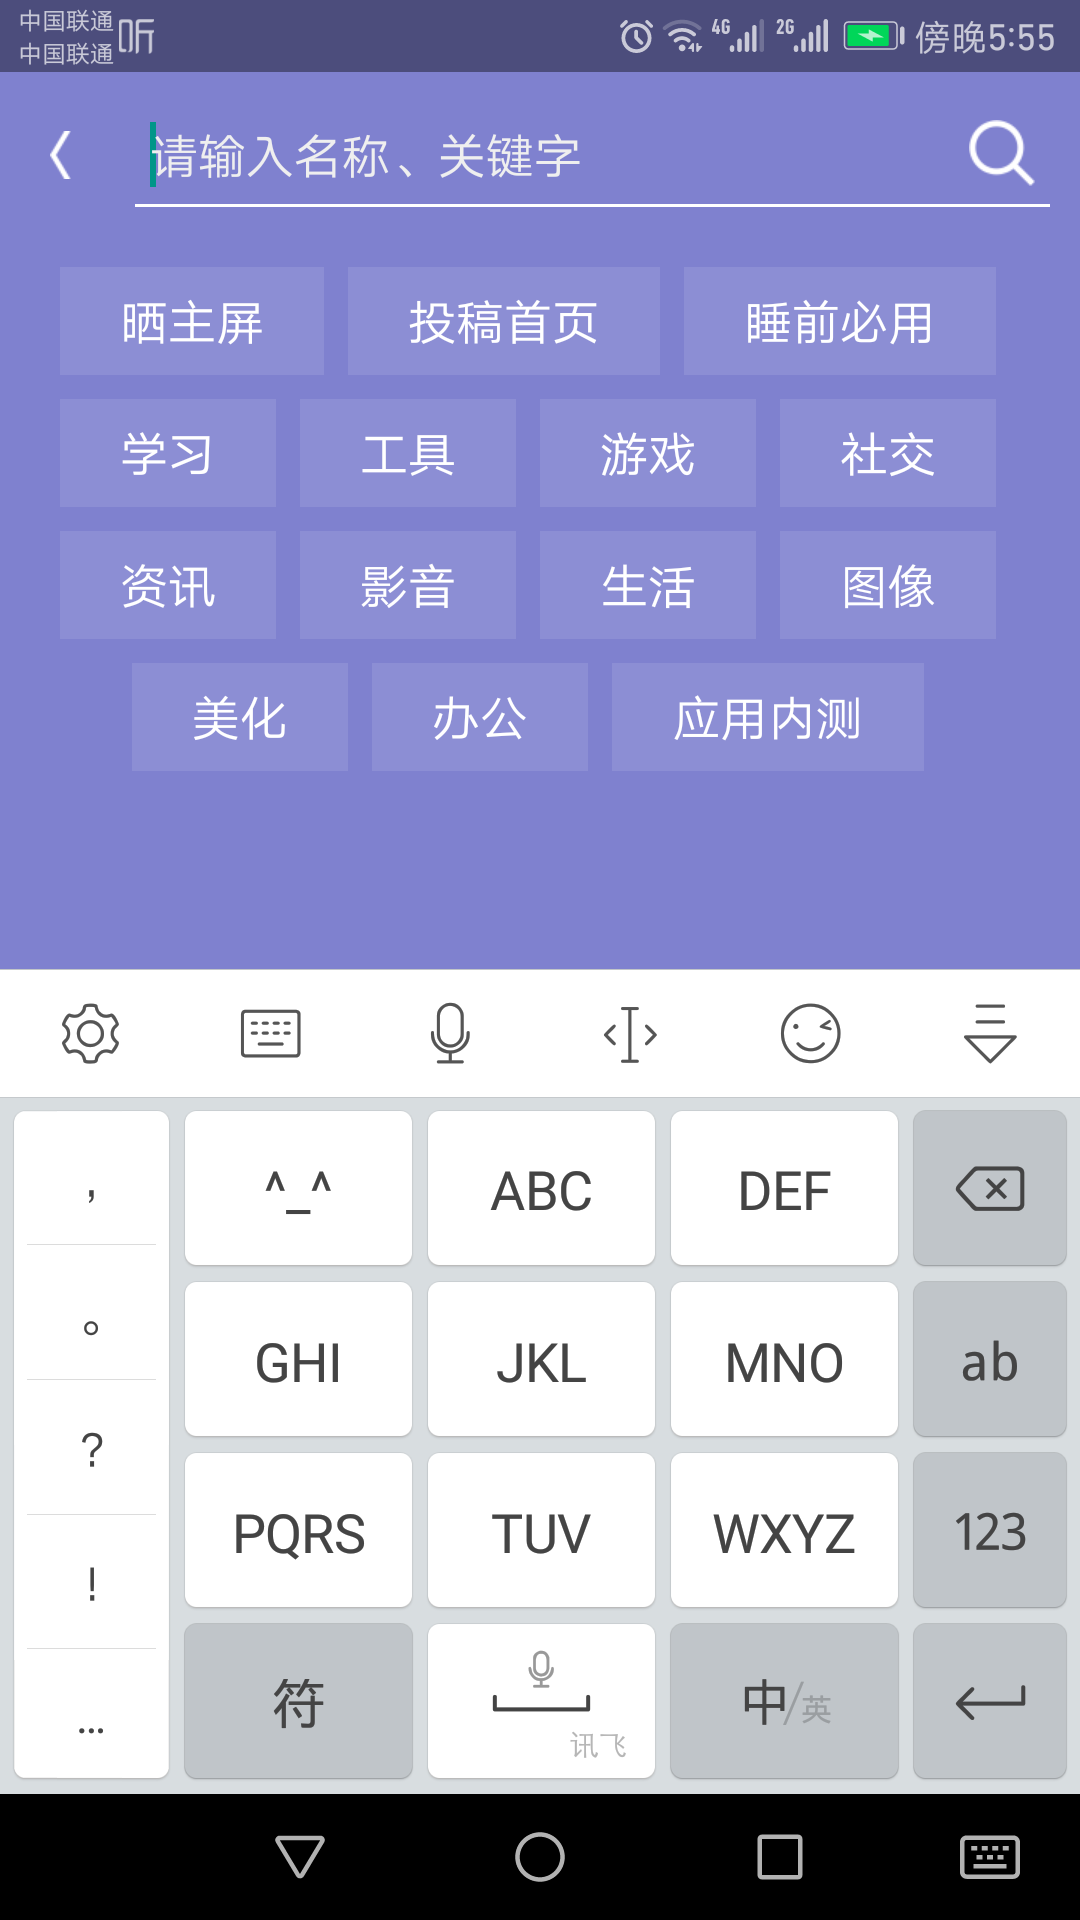 中国联通
中国联通 听 4G 2G 傍晚5:55
请输入名称、关键字
晒主屏 投稿首页 睡前必用
学习 工具 游戏 社交
资讯 影音 生活 图像
美化 办公 应用内测
, ^_^ ABC DEF
。 GHI JKL MNO ab
? PQRS TUV WXYZ 123
!
... 符 讯飞 中/英